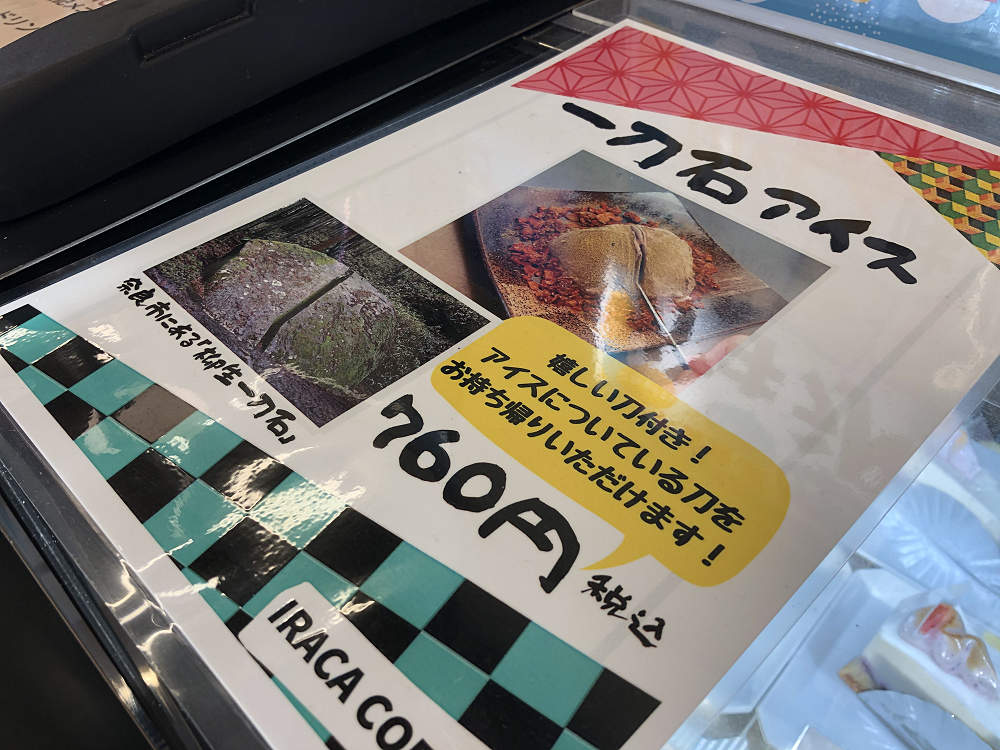 一刀石アイス
奈良市にある「柳生一刀石」
嬉しい刀付き！
アイスについている刀を
お持ち帰りいただけます！
760円
税込
IRACA CO